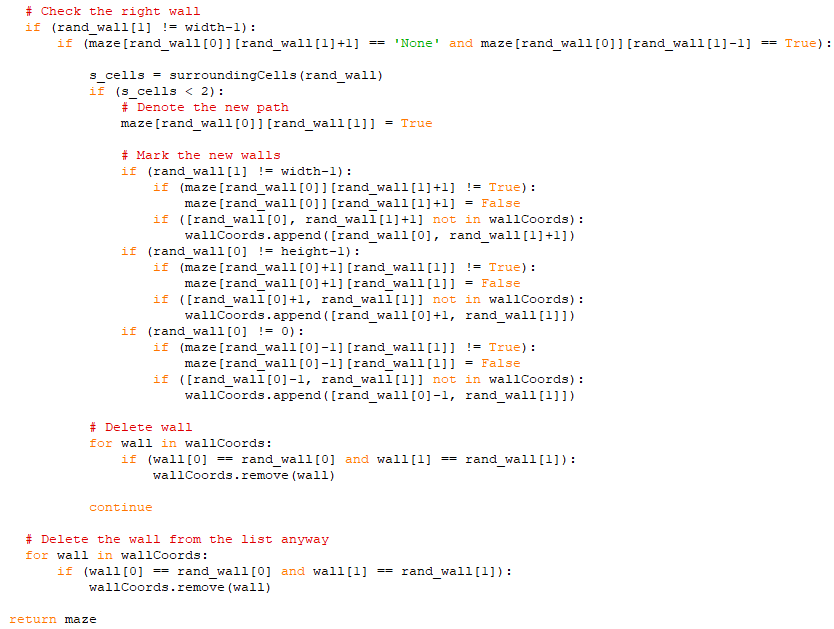 # Check the right wall
if (rand_wall[1] != width-1):
if (maze[rand_wall[0]][rand_wall[1]+1] == 'None' and maze[rand_wall[0]][rand_wall[1]-1] == True):
s_cells = surroundingCells(rand_wall)
if (s_cells < 2):
# Denote the new path
maze[rand_wall[0]][rand_wall[1]] = True
# Mark the new walls
if (rand_wall[1] != width-1):
if (maze[rand_wall[0]][rand_wall[1]+1] != True):
maze[rand_wall[0]][rand_wall[1]+1] = False
if ([rand_wall[0], rand_wall[1]+1] not in wallCoords):
wallCoords.append([rand_wall[0], rand_wall[1]+1])
if (rand_wall[0] != height-1):
if (maze[rand_wall[0]+1][rand_wall[1]] != True):
maze[rand_wall[0]+1][rand_wall[1]] = False
if ([rand_wall[0]+1, rand_wall[1]] not in wallCoords):
wallCoords.append([rand_wall[0]+1, rand_wall[1]])
if (rand_wall[0] != 0):
if (maze[rand_wall[0]-1][rand_wall[1]] != True):
maze[rand_wall[0]-1][rand_wall[1]] = False
if ([rand_wall[0]-1, rand_wall[1]] not in wallCoords):
wallCoords.append([rand_wall[0]-1, rand_wall[1]])
# Delete wall
for wall in wallCoords:
if (wall[0] == rand_wall[0] and wall[1] == rand_wall[1]):
wallCoords.remove(wall)
continue
# Delete the wall from the list anyway
for wall in wallCoords:
if (wall[0] == rand_wall[0] and wall[1] == rand_wall[1]):
wallCoords.remove(wall)
return maze